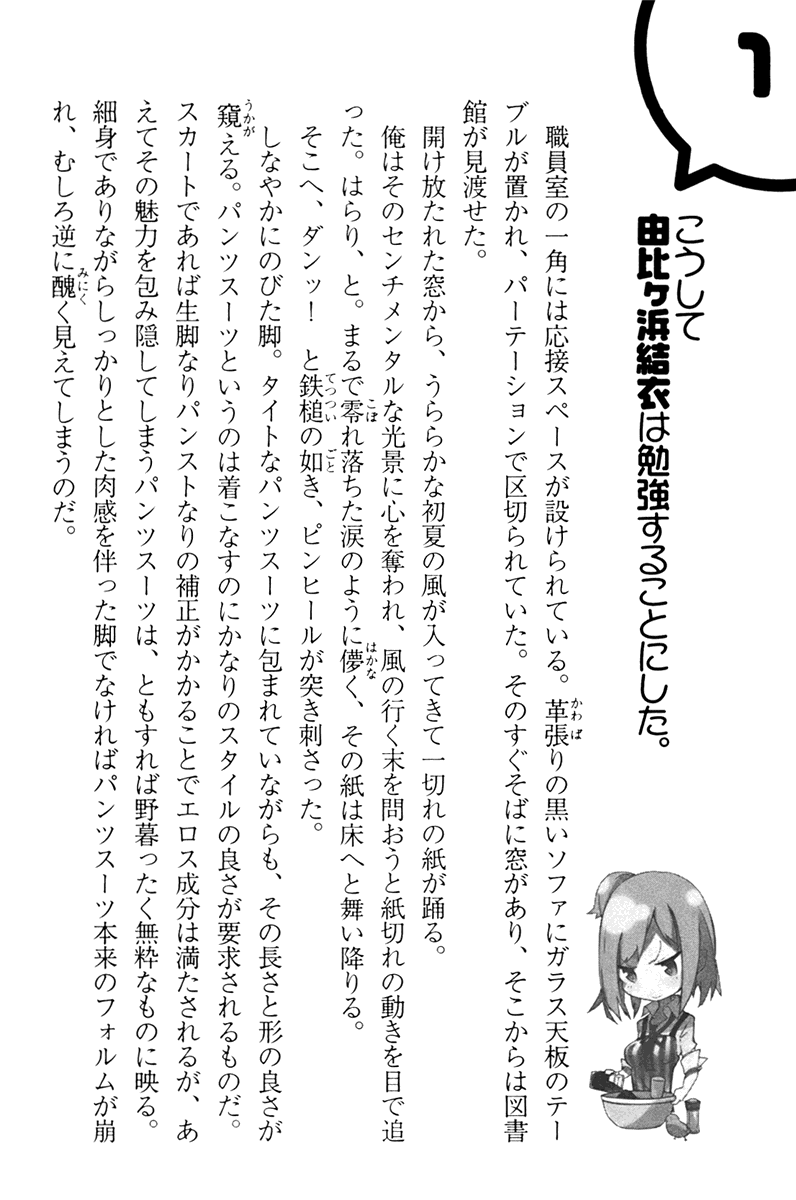 1
こうして
由比ヶ浜結衣は勉強することにした。
職員室の一角には応接スペースが設けられている。革張りの黒いソファにガラス天板のテー
ブルが置かれ、パーテーションで区切られていた。そのすぐそばに窓があり、そこからは図書
館が見渡せた。
開け放たれた窓から、うららかな初夏の風が入ってきて一切れの紙が踊る。
俺はそのセンチメンタルな光景に心を奪われ、風の行く末を問おうと紙切れの動きを目で追
った。はらり、と。まるで零れ落ちた涙のように儚く、その紙は床へと舞い降りる。
そこへ、ダンッ！　と鉄槌の如き、ピンヒールが突き刺さった。
しなやかにのびた脚。タイトなパンツスーツに包まれていながらも、その長さと形の良さが
窺える。パンツスーツというのは着こなすのにかなりのスタイルの良さが要求されるものだ。
スカートであれば生脚なりパンストなりの補正がかかることでエロス成分は満たされるが、あ
えてその魅力を包み隠してしまうパンツスーツは、ともすれば野暮ったく無粋なものに映る。
細身でありながらしっかりとした肉感を伴った脚でなければパンツスーツ本来のフォルムが崩
れ、むしろ逆に醜く見えてしまうのだ。